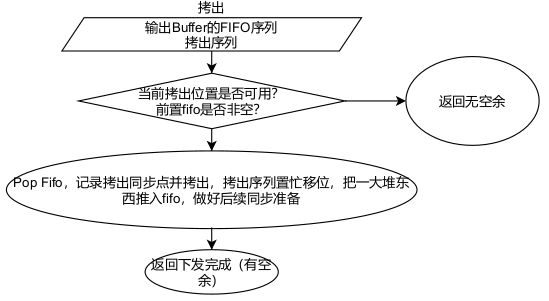 拷出
输出Buffer的FIFO序列
拷出序列
当前拷出位置是否可用？
前置fifo是否非空？
返回无空余
Pop Fifo，记录拷出同步点并拷出，拷出序列置忙移位，把一大堆东
西推入fifo，做好后续同步准备
返回下发完成（有空
余）